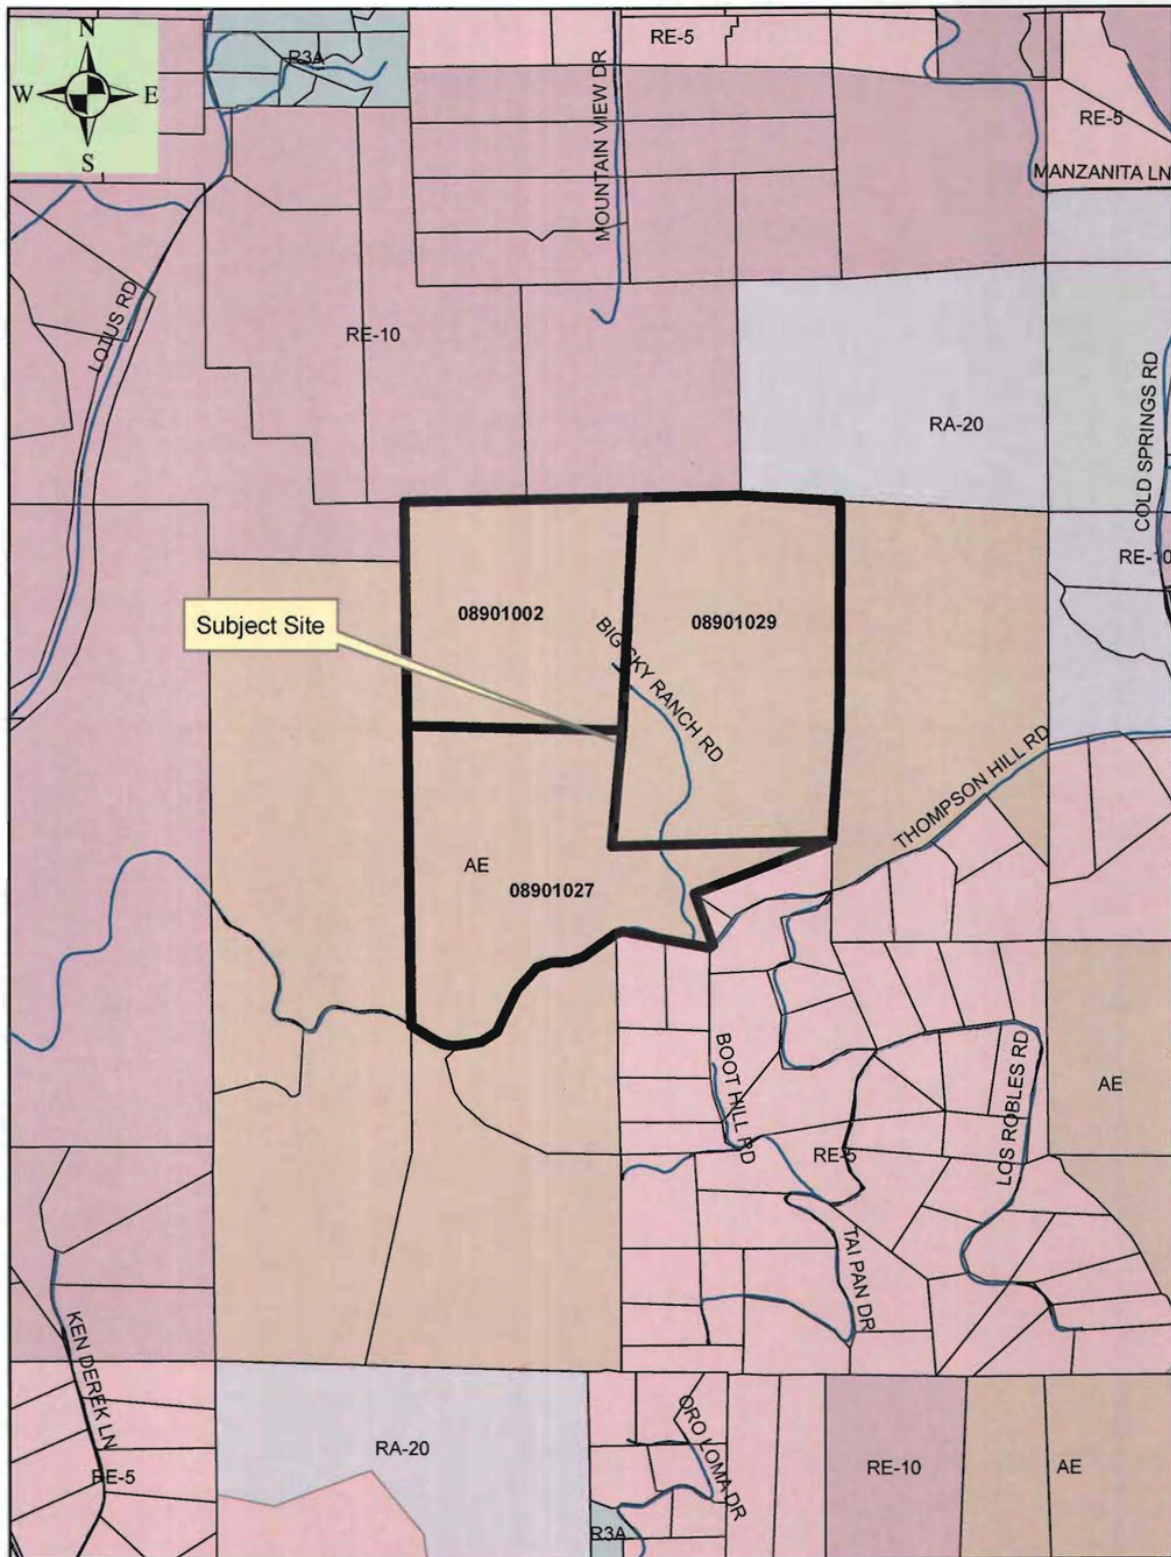 N
W
E
S
R3A
RE-5
MOUNTAIN VIEW DR
RE-5
MANZANITA LN
LOTUS RD
RE-10
RA-20
COLD SPRINGS RD
RE-10
Subject Site
08901002
08901029
BIG SKY RANCH RD
THOMPSON HILL RD
AE
08901027
BOOT HILL RD
LOS ROBLES RD
AE
RE-5
TAI PAN DR
KEN DEREK LN
RA-20
ORO LOMA DR
RE-10
AE
RE-5
R3A